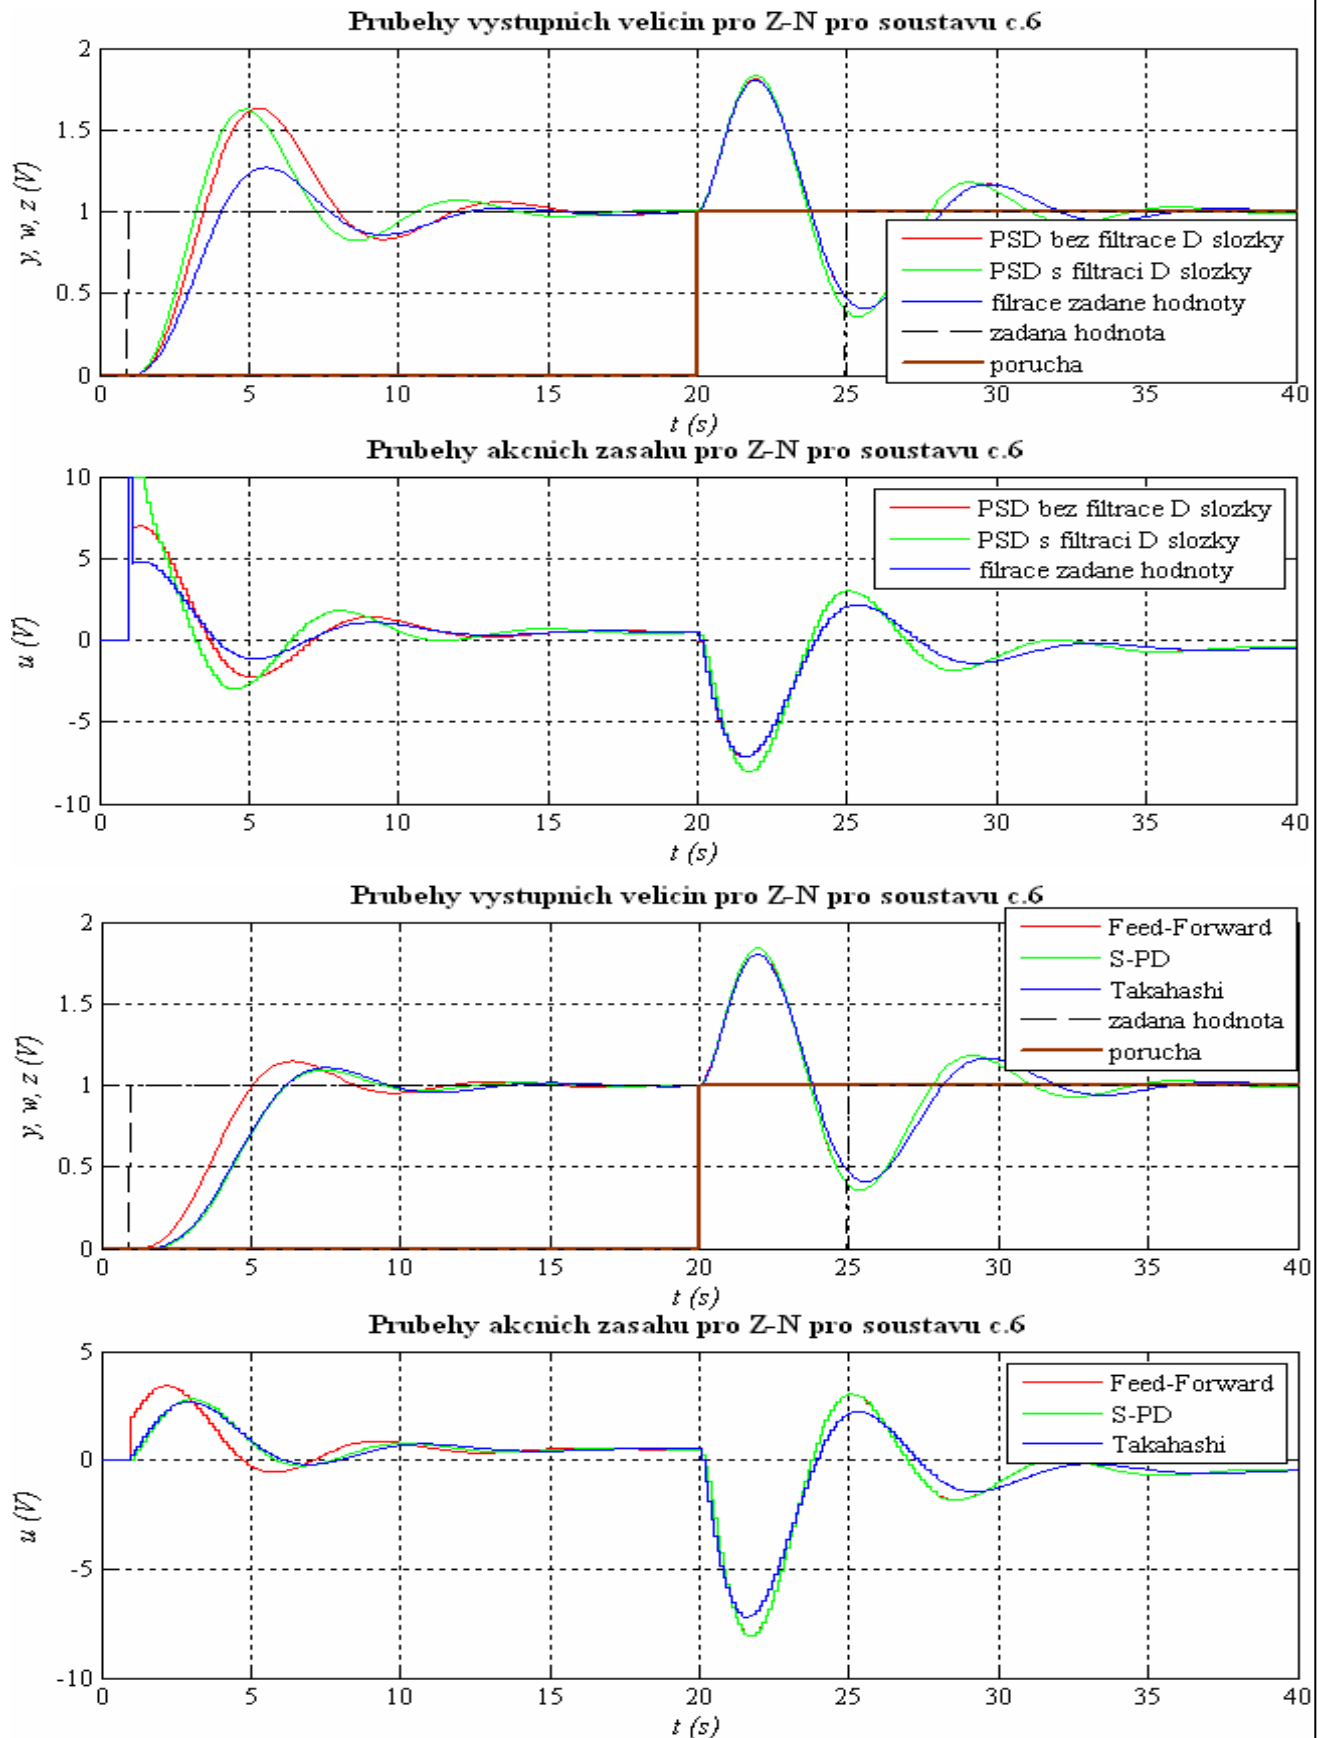 Prubehy vystupnich velicin pro Z-N pro soustavu c.6
2
1.5
1
0.5
0
y, w, z (V)
PSD bez filtrace D slozky
PSD s filtraci D slozky
filrace zadane hodnoty
zadana hodnota
porucha
0 5 10 15 20 25 30 35 40
t (s)
Prubehy akcnich zasahu pro Z-N pro soustavu c.6
10
5
0
-5
-10
u (V)
PSD bez filtrace D slozky
PSD s filtraci D slozky
filrace zadane hodnoty
0 5 10 15 20 25 30 35 40
t (s)
Prubehy vystupnich velicin pro Z-N pro soustavu c.6
2
1.5
1
0.5
0
y, w, z (V)
Feed-Forward
S-PD
Takahashi
zadana hodnota
porucha
0 5 10 15 20 25 30 35 40
t (s)
Prubehy akcnich zasahu pro Z-N pro soustavu c.6
5
0
-5
-10
u (V)
Feed-Forward
S-PD
Takahashi
0 5 10 15 20 25 30 35 40
t (s)